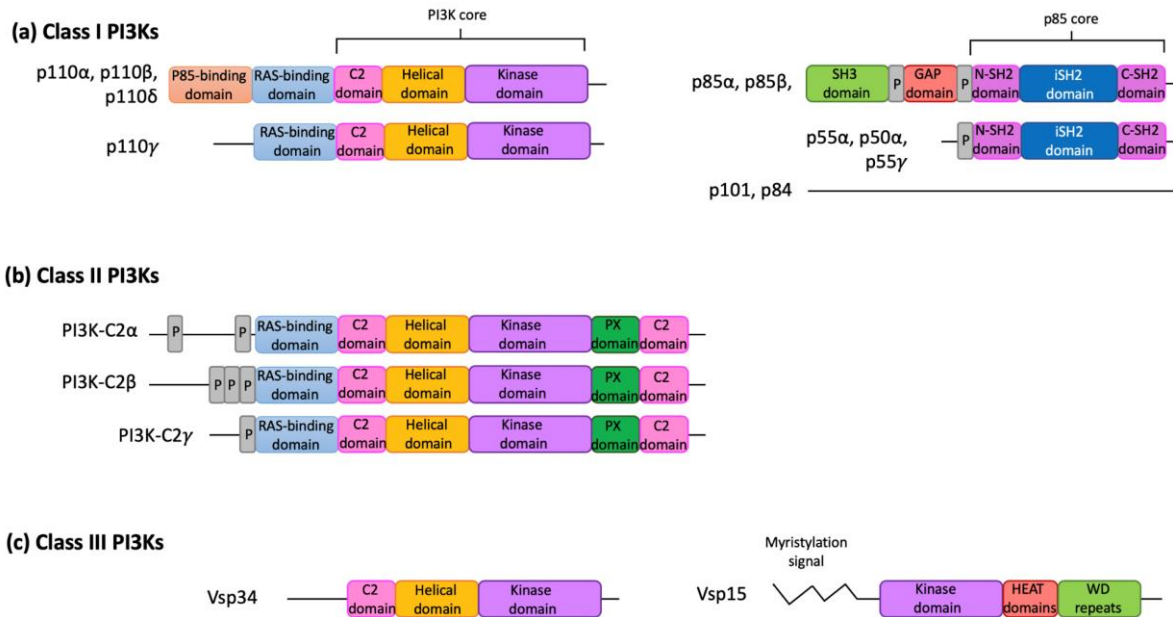 (a) Class I PI3Ks
PI3K core
p85 core
p110α, p110β,
p110δ
P85-binding
domain
RAS-binding
domain
C2
domain
Helical
domain
Kinase
domain
p85α, p85β,
SH3
domain
P
GAP
domain
P
N-SH2
domain
iSH2
domain
C-SH2
domain
p110γ
RAS-binding
domain
C2
domain
Helical
domain
Kinase
domain
p55α, p50α,
p55γ
P
N-SH2
domain
iSH2
domain
C-SH2
domain
p101, p84
(b) Class II PI3Ks
PI3K-C2α
P
P
RAS-binding
domain
C2
domain
Helical
domain
Kinase
domain
PX
domain
C2
domain
PI3K-C2β
P P P
RAS-binding
domain
C2
domain
Helical
domain
Kinase
domain
PX
domain
C2
domain
PI3K-C2γ
P
RAS-binding
domain
C2
domain
Helical
domain
Kinase
domain
PX
domain
C2
domain
(c) Class III PI3Ks
Vsp34
C2
domain
Helical
domain
Kinase
domain
Vsp15
Myristylation
signal
Kinase
domain
HEAT
domains
WD
repeats